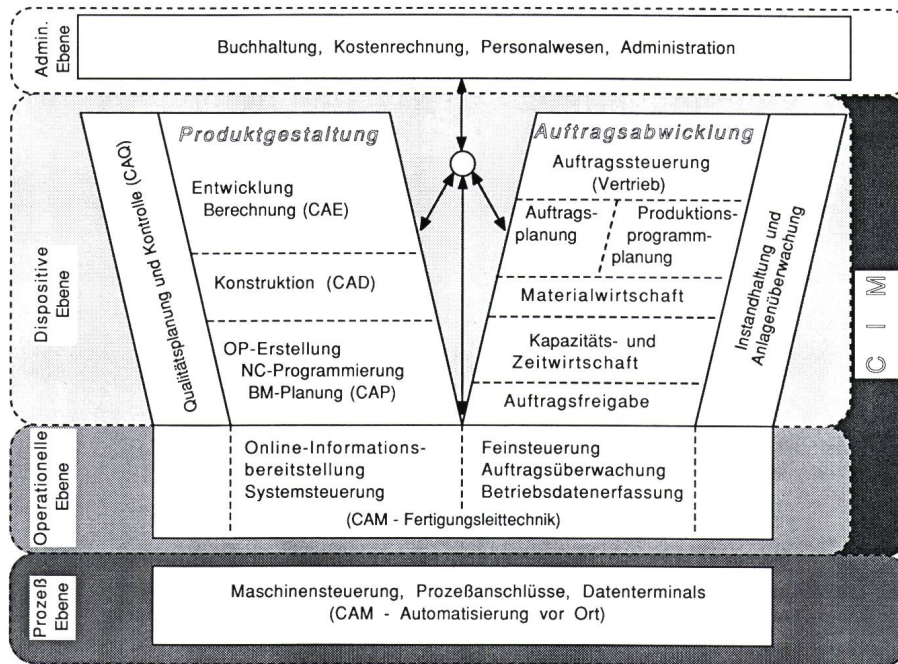 Admin.
Ebene
Buchhaltung, Kostenrechnung, Personalwesen, Administration
Dispositive
Ebene
Qualitätsplanung und Kontrolle (CAQ)
Produktgestaltung
Entwicklung
Berechnung (CAE)
Konstruktion (CAD)
OP-Erstellung
NC-Programmierung
BM-Planung (CAP)
Auftragsabwicklung
Auftragssteuerung
(Vertrieb)
Auftrags-
planung
Produktions-
programm-
planung
Materialwirtschaft
Kapazitäts- und
Zeitwirtschaft
Auftragsfreigabe
Instandhaltung und
Anlagenüberwachung
C I M
Operationelle
Ebene
Online-Informations-
bereitstellung
Systemsteuerung
Feinsteuerung
Auftragsüberwachung
Betriebsdatenerfassung
(CAM - Fertigungsleittechnik)
Prozeß
Ebene
Maschinensteuerung, Prozeßanschlüsse, Datenterminals
(CAM - Automatisierung vor Ort)